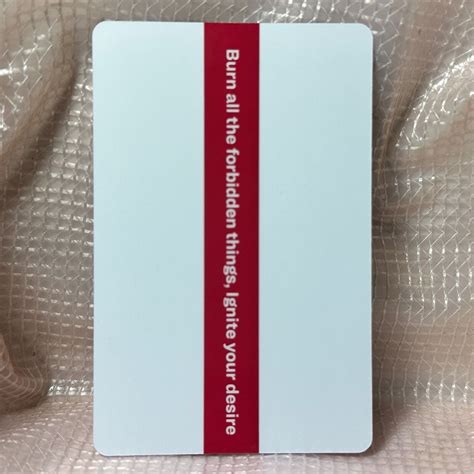 Burn all the forbidden things, Ignite your desire